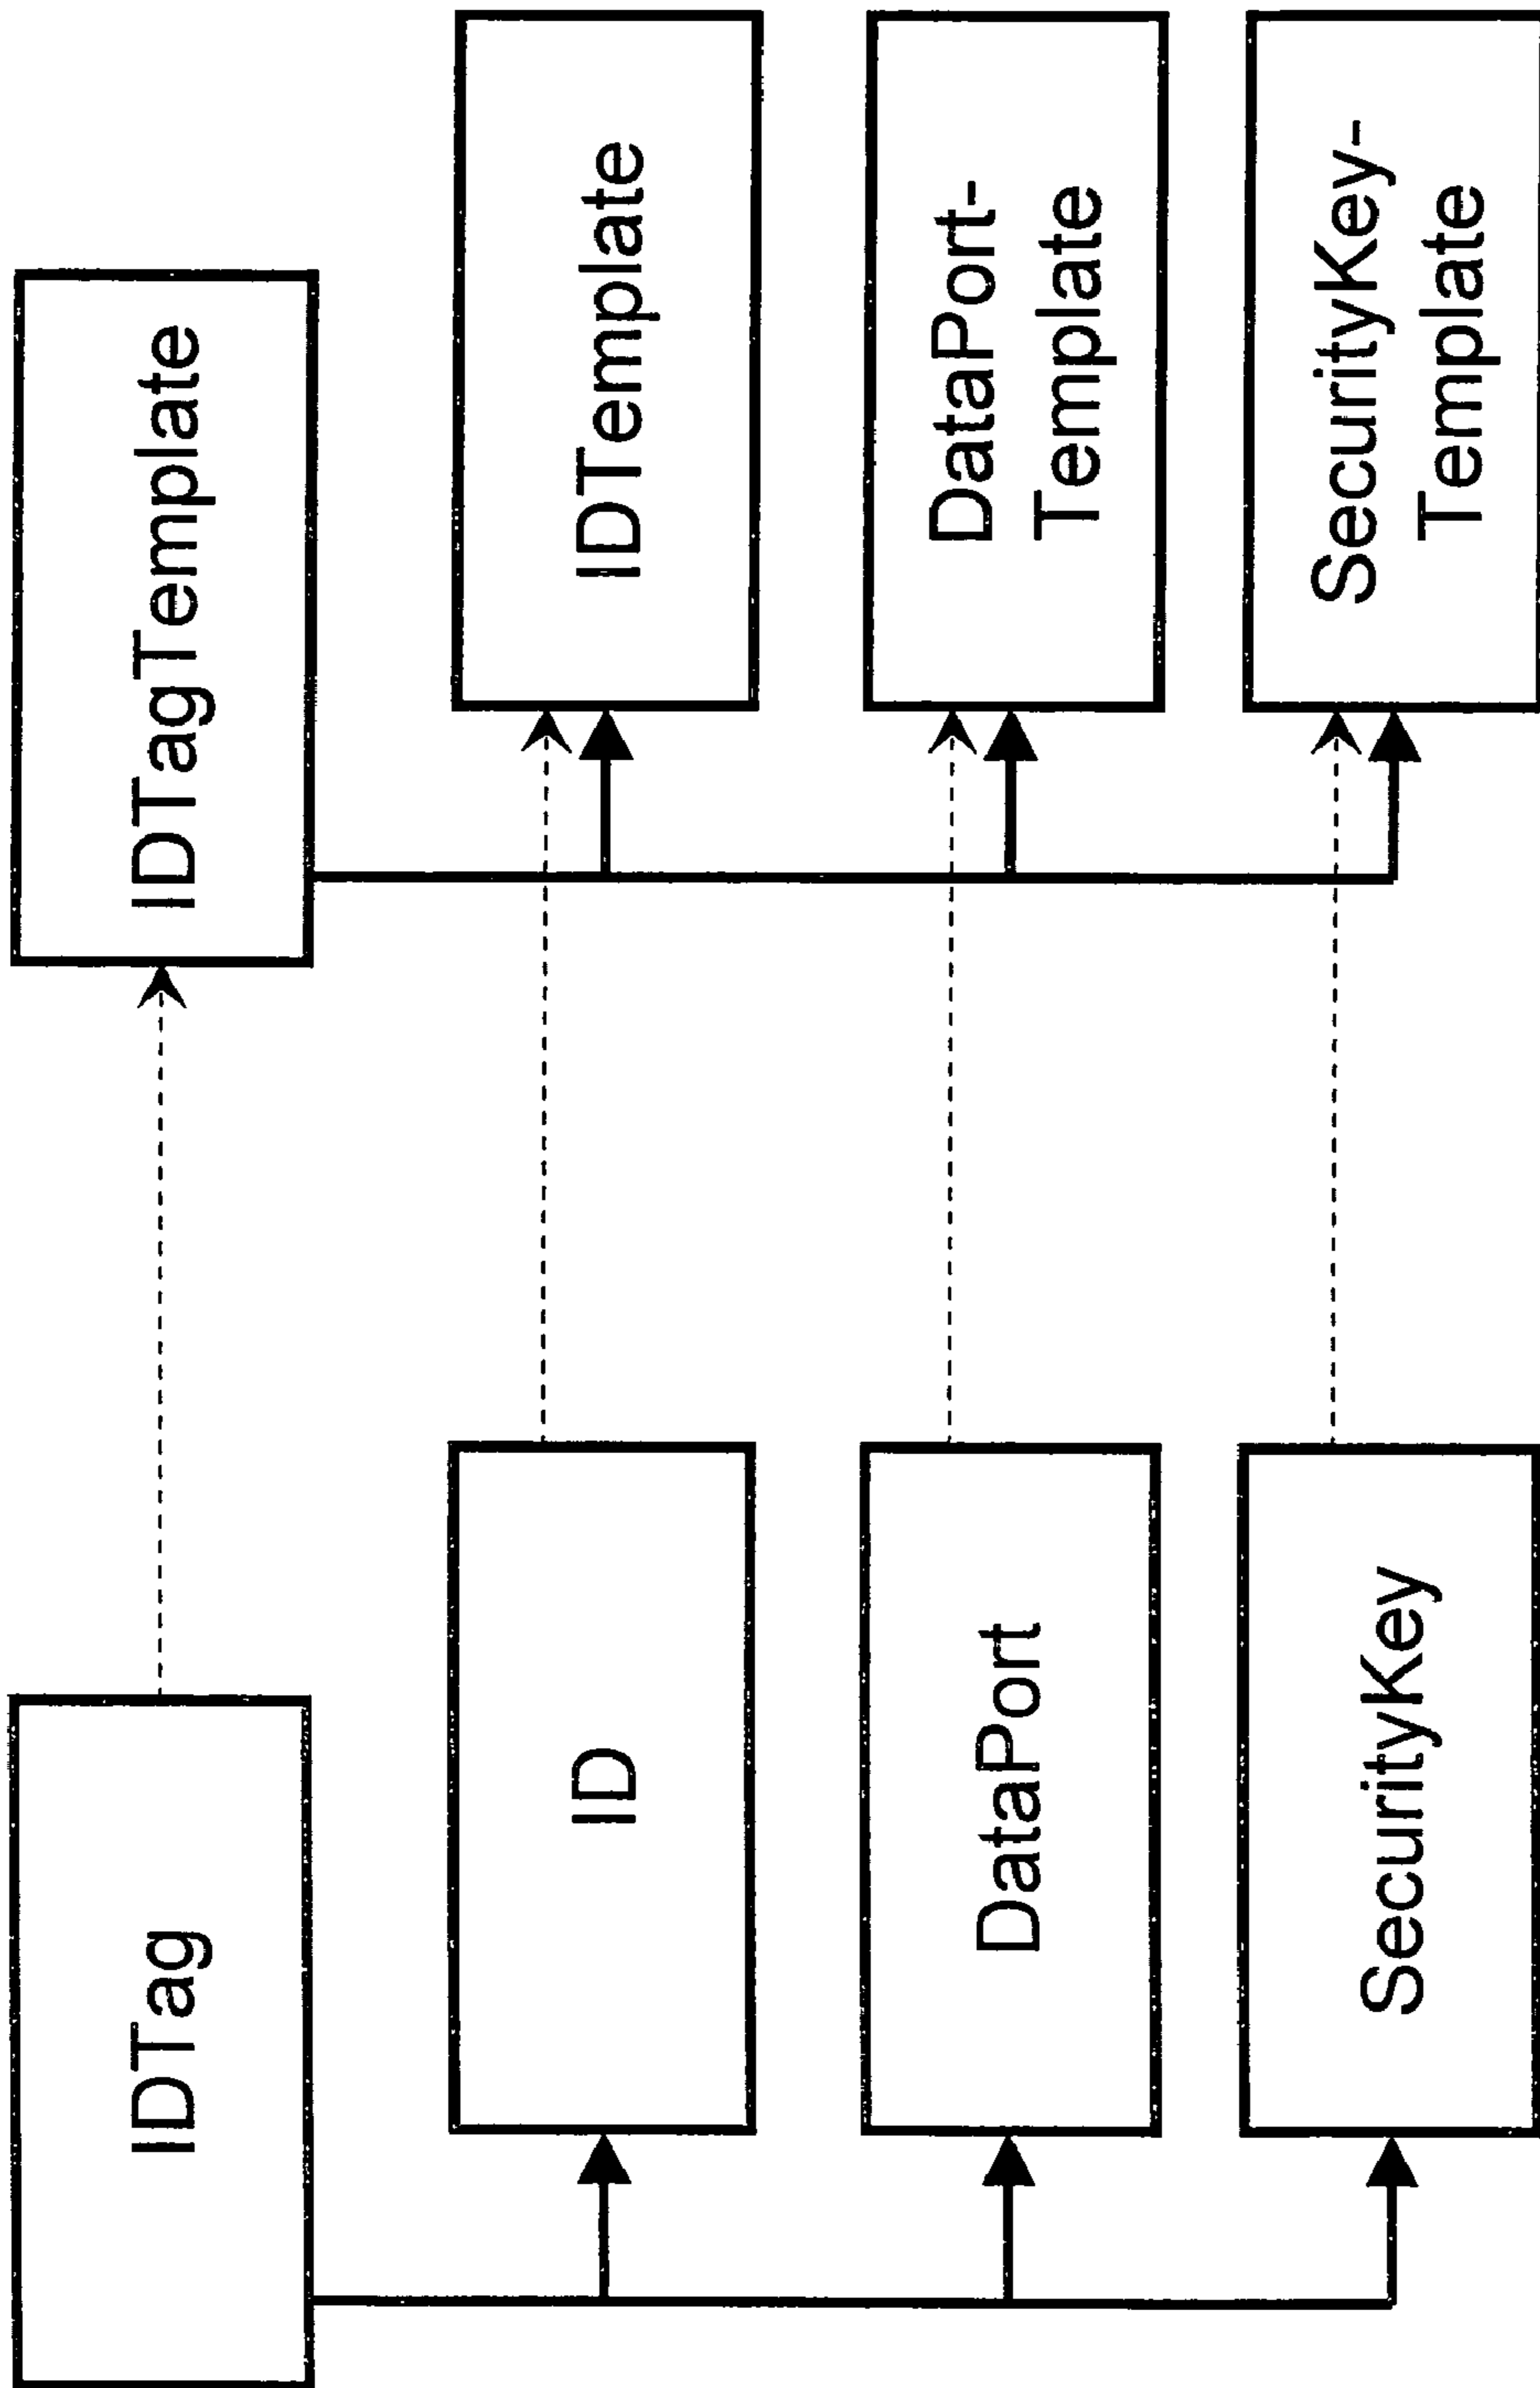 IDTag
IDTagTemplate
ID
IDTemplate
DataPort
DataPort-
Template
SecurityKey
SecurityKey-
Template